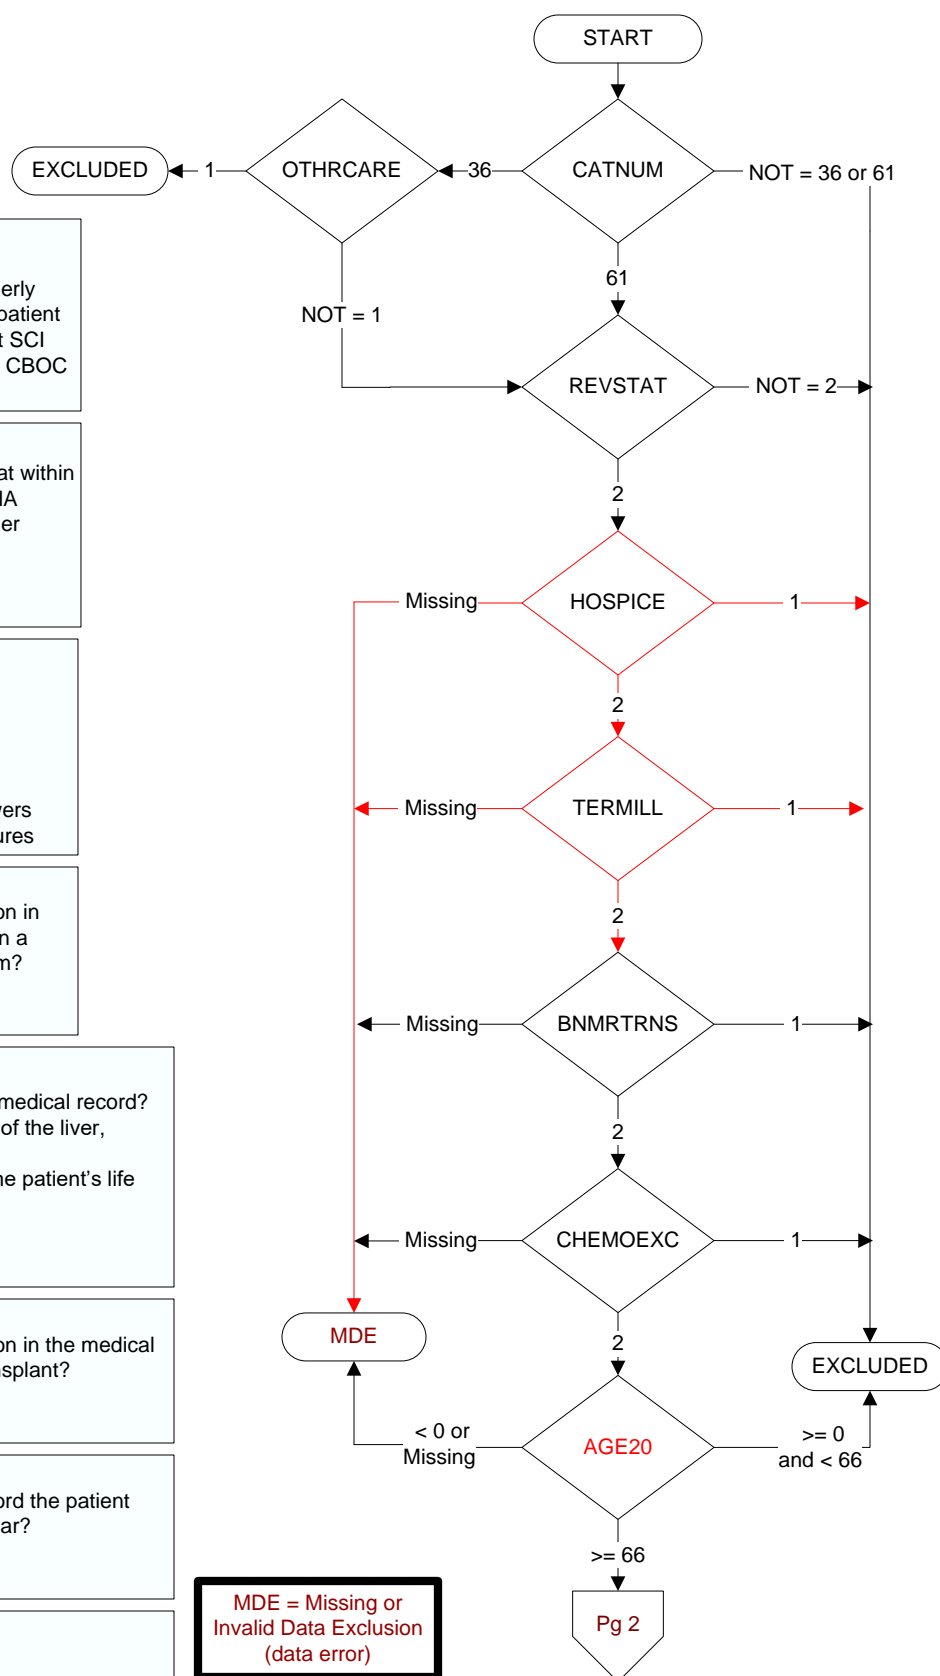 START
EXCLUDED
1
OTHRCARE
36
CATNUM
NOT = 36 or 61
61
NOT = 1
REVSTAT
NOT = 2
2
Missing
HOSPICE
1
2
Missing
TERMILL
1
2
Missing
BNMRTRNS
1
2
Missing
CHEMOEXC
1
2
MDE
EXCLUDED
< 0 or
Missing
AGE20
>= 0
and < 66
>= 66
Pg 2
MDE = Missing or
Invalid Data Exclusion
(data error)
erly
patient
t SCI
CBOC
at within
IA
er
vers
ures
on in
n a
m?
medical record?
of the liver,
he patient's life
on in the medical
nsplant?
ord the patient
ar?